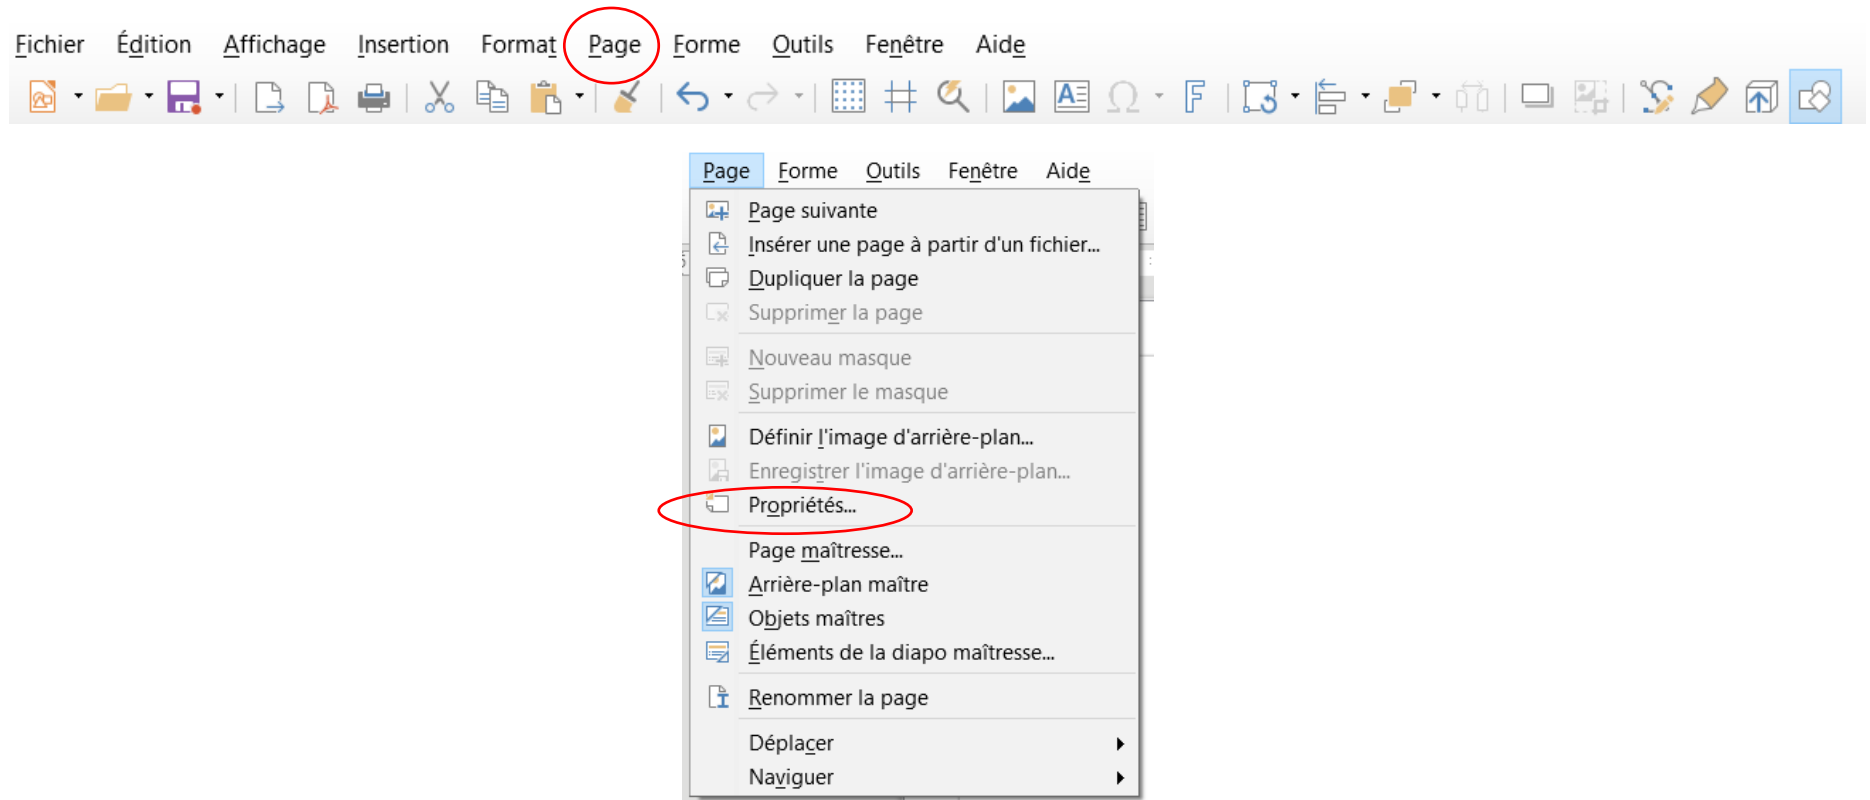 Fichier Édition Affichage Insertion Format Page Forme Outils Fenêtre Aide
Page Forme Outils Fenêtre Aide
Page suivante
Insérer une page à partir d'un fichier...
Dupliquer la page
Supprimer la page
Nouveau masque
Supprimer le masque
Définir l'image d'arrière-plan...
Enregistrer l'image d'arrière-plan...
Propriétés...
Page maîtresse...
Arrière-plan maître
Objets maîtres
Éléments de la diapo maîtresse...
Renommer la page
Déplacer
Naviguer